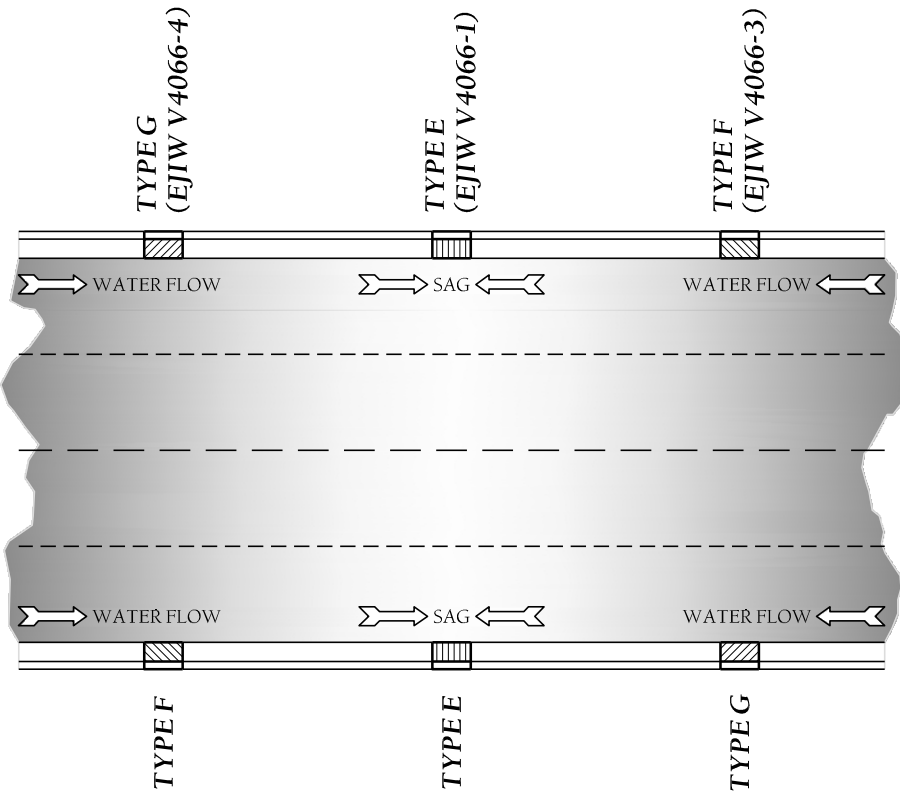 TYPE G
(EJIW V4066-4)
TYPE E
(EJIW V4066-1)
TYPE F
(EJIW V4066-3)
WATER FLOW
SAG
WATER FLOW
WATER FLOW
SAG
WATER FLOW
TYPE F
TYPE E
TYPE G